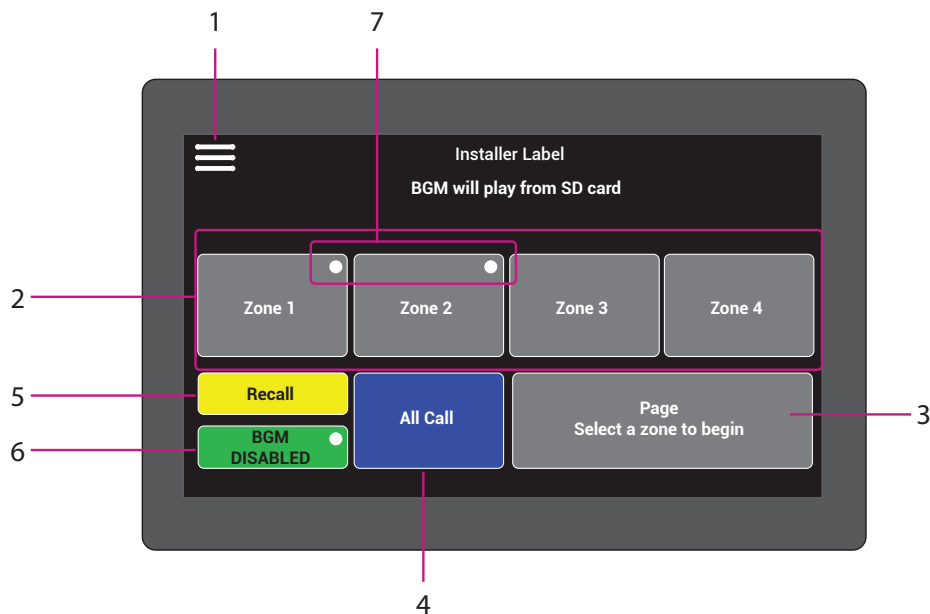 1
7
Installer Label
BGM will play from SD card
2
Zone 1
Zone 2
Zone 3
Zone 4
5
Recall
All Call
Page
Select a zone to begin
3
6
BGM
DISABLED
4